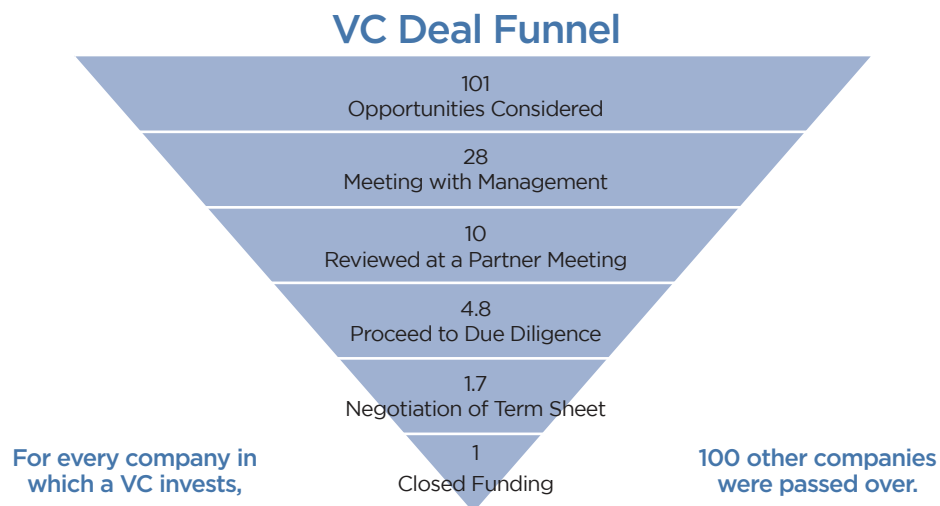 VC Deal Funnel
101
Opportunities Considered
28
Meeting with Management
10
Reviewed at a Partner Meeting
4.8
Proceed to Due Diligence
1.7
Negotiation of Term Sheet
1
Closed Funding
For every company in
which a VC invests,
100 other companies
were passed over.